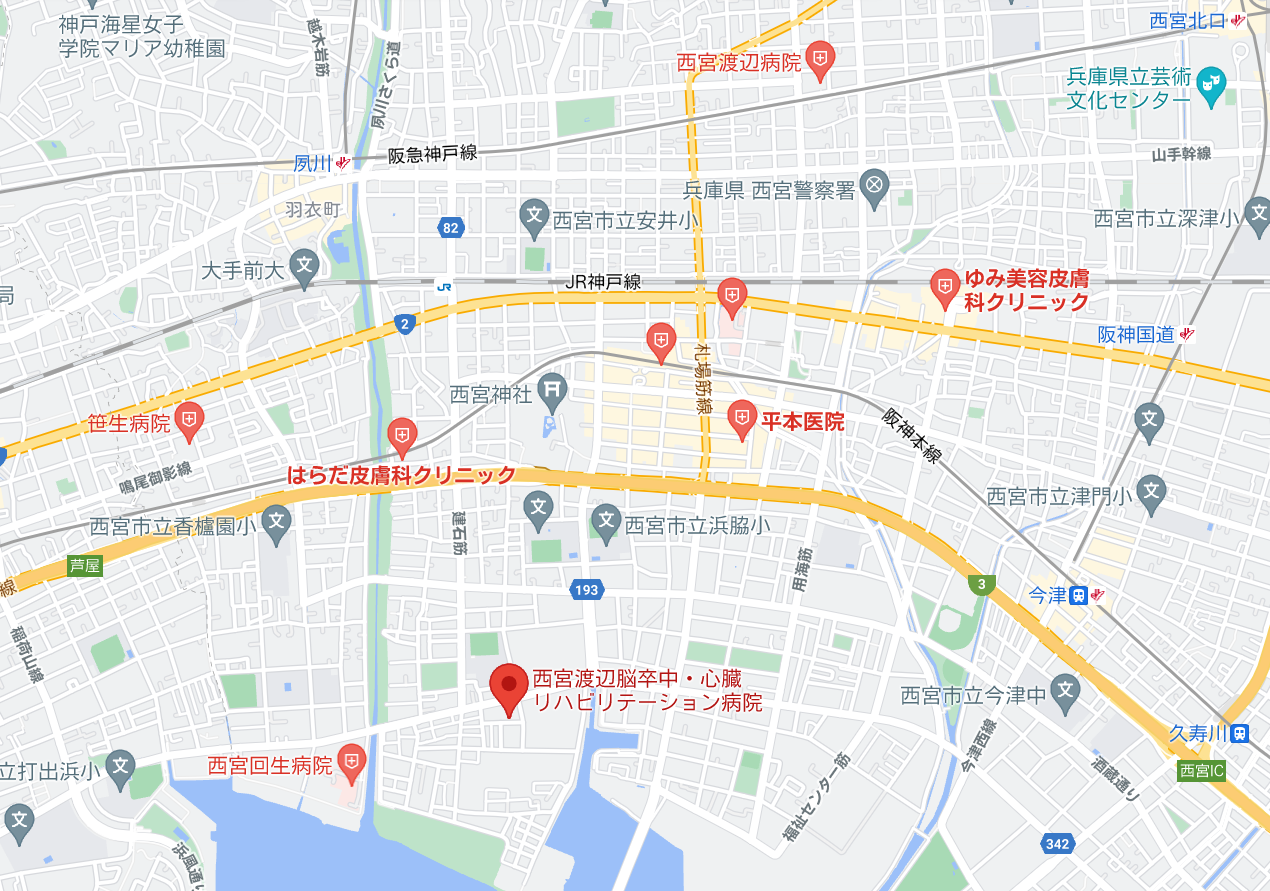 神戸海星女子
学院マリア幼稚園
越木岩筋
夙川さくら道
西宮北口
西宮渡辺病院
兵庫県立芸術
文化センター
阪急神戸線
夙川
山手幹線
兵庫県 西宮警察署
羽衣町
82
西宮市立安井小
西宮市立深津小
大手前大
JR神戸線
ゆみ美容皮膚
科クリニック
局
2
阪神国道
札場筋線
西宮神社
笹生病院
平本医院
阪神本線
はらだ皮膚科クリニック
鳴尾御影線
西宮市立津門小
西宮市立香櫨園小
建石筋
西宮市立浜脇小
用海筋
芦屋
線
193
3
今津
稲荷山線
西宮渡辺脳卒中・心臓
リハビリテーション病院
西宮市立今津中
今津西線
久寿川
西宮回生病院
立打出浜小
西宮IC
酒蔵通り
福祉センター筋
浜風通り
342